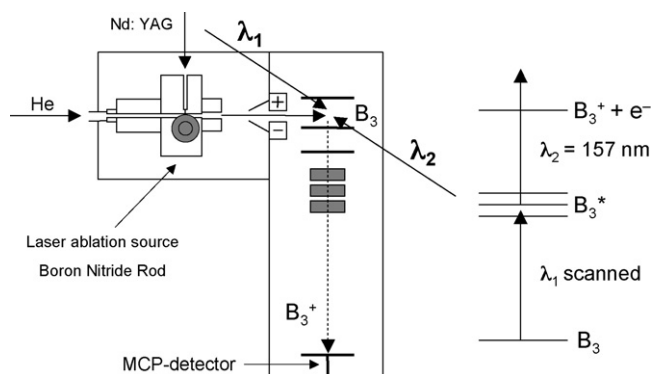 Nd: YAG
λ1
He
+
−
B3
λ2
Laser ablation source
Boron Nitride Rod
B3+
MCP-detector
B3+ + e−
λ2 = 157 nm
B3*
λ1 scanned
B3